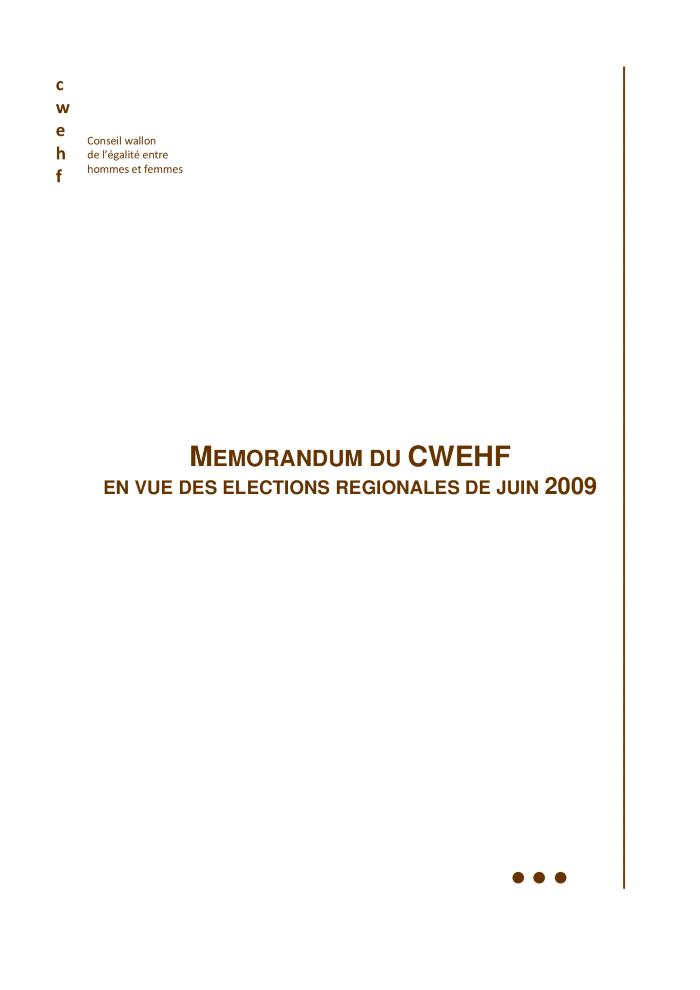 c
w
e
h
f
Conseil wallon
de l'égalité entre
hommes et femmes
MEMORANDUM DU CWEHF
EN VUE DES ELECTIONS REGIONALES DE JUIN 2009